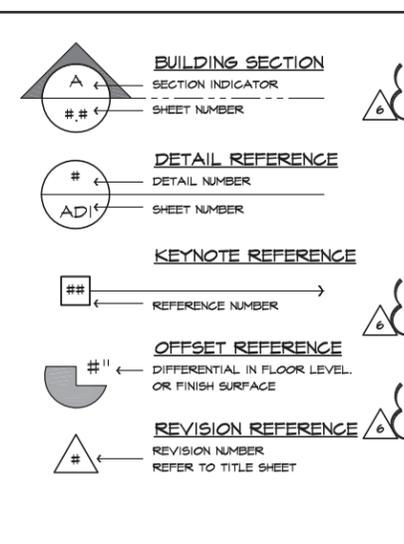 BUILDING SECTION
A
SECTION INDICATOR
#.#
SHEET NUMBER
6
DETAIL REFERENCE
#
DETAIL NUMBER
AD1
SHEET NUMBER
KEYNOTE REFERENCE
##
REFERENCE NUMBER
6
OFFSET REFERENCE
#"
DIFFERENTIAL IN FLOOR LEVEL.
OR FINISH SURFACE
REVISION REFERENCE
6
REVISION NUMBER
#
REFER TO TITLE SHEET